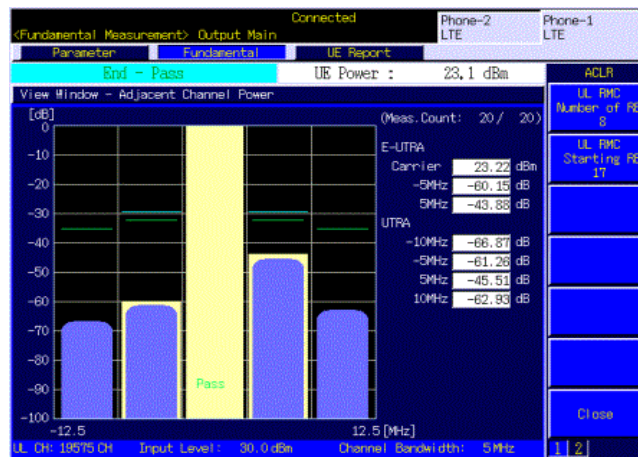 Connected
<Fundamental Measurement> Output Main
Phone-2
LTE
Phone-1
LTE
Parameter Fundamental UE Report
End - Pass UE Power : 23.1 dBm
ACLR
View Window - Adjacent Channel Power
UL RMC
Number of RB
8
UL RMC
Starting RB
17
Close
1 2
[dB]
(Meas.Count: 20/ 20)
0
-10
-20
-30
-40
-50
-60
-70
-80
-90
-100
E-UTRA
Carrier 23.22 dBm
-5MHz -60.15 dB
5MHz -43.88 dB
UTRA
-10MHz -66.87 dB
-5MHz -61.26 dB
5MHz -45.51 dB
10MHz -62.93 dB
Pass
-12.5 12.5 [MHz]
UL CH: 19575 CH Input Level: 30.0 dBm Channel Bandwidth: 5 MHz